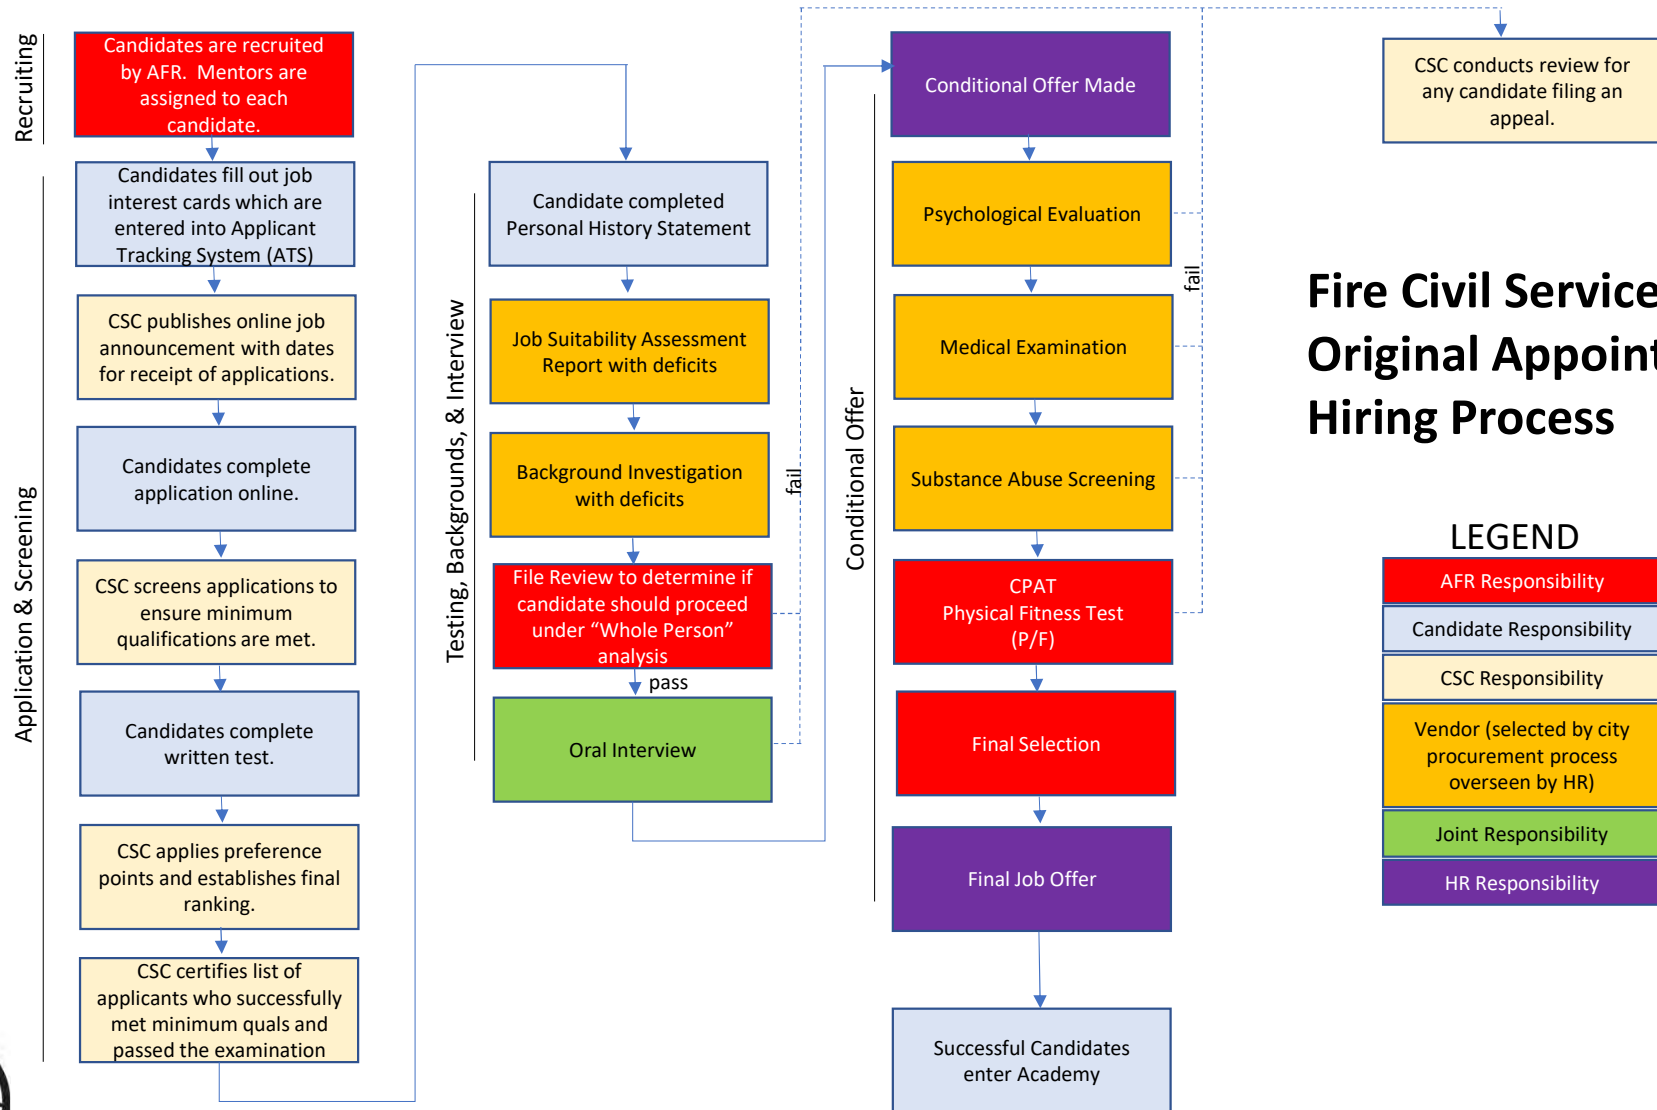 Recruiting
Candidates are recruited
by AFR.  Mentors are
assigned to each
candidate.
Application & Screening
Candidates fill out job
interest cards which are
entered into Applicant
Tracking System (ATS)
CSC publishes online job
announcement with dates
for receipt of applications.
Candidates complete
application online.
CSC screens applications to
ensure minimum
qualifications are met.
Candidates complete
written test.
CSC applies preference
points and establishes final
ranking.
CSC certifies list of
applicants who successfully
met minimum quals and
passed the examination
Testing, Backgrounds, & Interview
Candidate completed
Personal History Statement
Job Suitability Assessment
Report with deficits
Background Investigation
with deficits
File Review to determine if
candidate should proceed
under “Whole Person”
analysis
pass
fail
Oral Interview
Conditional Offer
Conditional Offer Made
Psychological Evaluation
Medical Examination
Substance Abuse Screening
CPAT
Physical Fitness Test
(P/F)
fail
Final Selection
Final Job Offer
Successful Candidates
enter Academy
CSC conducts review for
any candidate filing an
appeal.
Fire Civil Service
Original Appoint
Hiring Process
LEGEND
AFR Responsibility
Candidate Responsibility
CSC Responsibility
Vendor (selected by city
procurement process
overseen by HR)
Joint Responsibility
HR Responsibility